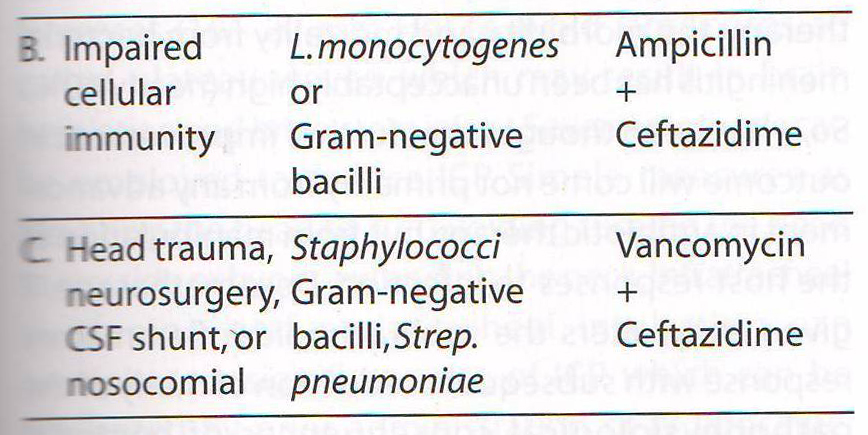 B. Impaired L.monocytogenes Ampicillin
cellular or +
immunity Gram-negative Ceftazidime
bacilli
C. Head trauma, Staphylococci Vancomycin
neurosurgery, Gram-negative +
CSF shunt, or bacilli, Strep. Ceftazidime
nosocomial pneumoniae